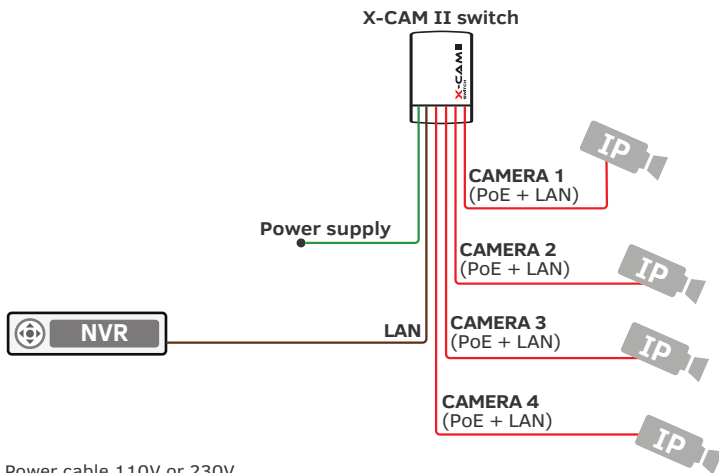 X-CAM II switch
X-CAM II
switch
IP
CAMERA 1
(PoE + LAN)
Power supply
CAMERA 2
(PoE + LAN)
IP
NVR
LAN
CAMERA 3
(PoE + LAN)
IP
CAMERA 4
(PoE + LAN)
IP
Power cable 110V or 230V